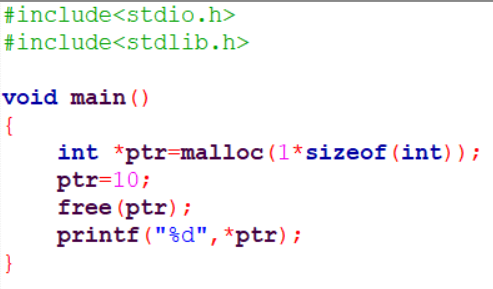 #include<stdio.h>
#include<stdlib.h>
void main()
{
int *ptr=malloc(1*sizeof(int));
ptr=10;
free(ptr);
printf("%d",*ptr);
}